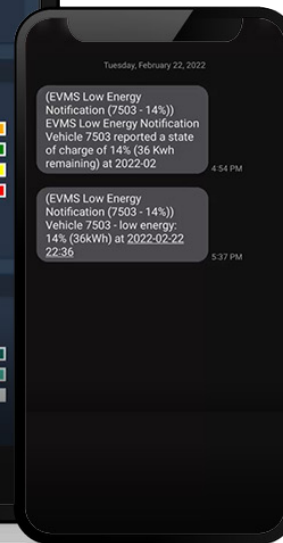 Tuesday, February 22, 2022
(EVMS Low Energy
Notification (7503 - 14%))
EVMS Low Energy Notification
Vehicle 7503 reported a state
of charge of 14% (36 Kwh
remaining) at 2022-02
4:54 PM
(EVMS Low Energy
Notification (7503 - 14%))
Vehicle 7503 - low energy:
14% (36kWh) at 2022-02-22
22:36
5:37 PM